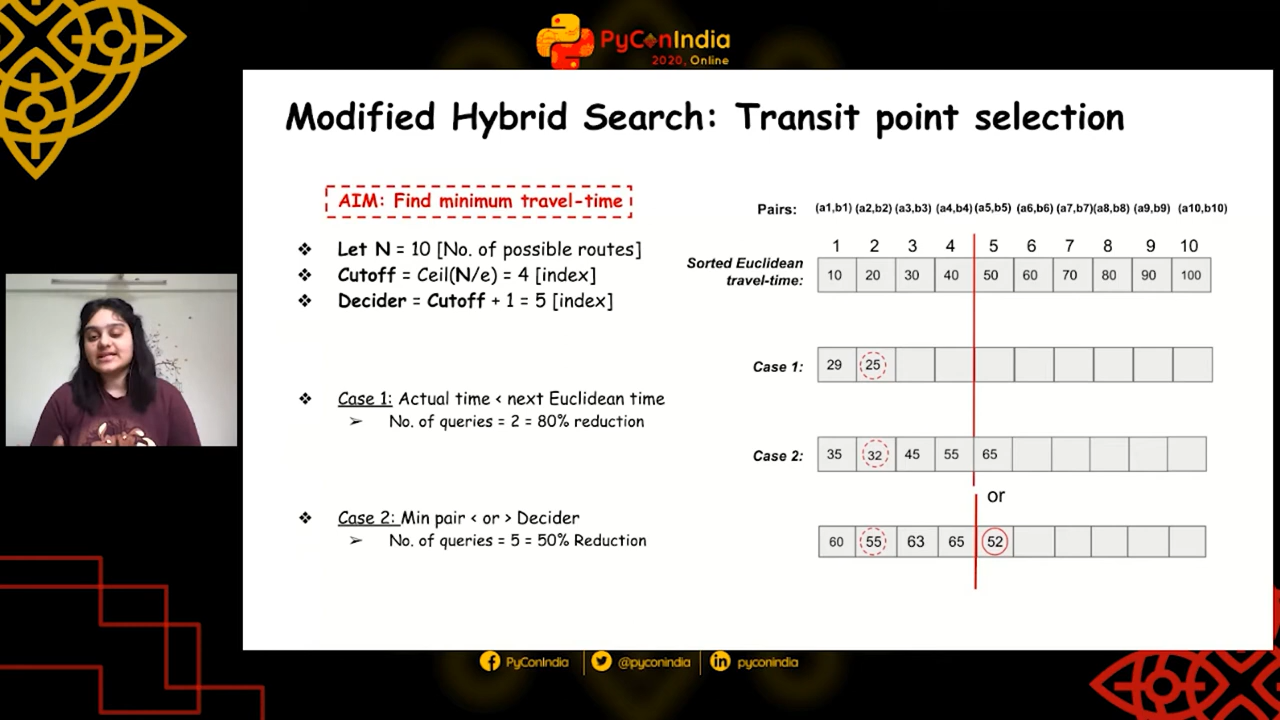 PyConIndia
2020, Online
Modified Hybrid Search: Transit point selection
AIM: Find minimum travel-time
❖ Let N = 10 [No. of possible routes]
❖ Cutoff = Ceil(N/e) = 4 [index]
❖ Decider = Cutoff + 1 = 5 [index]
❖ Case 1: Actual time < next Euclidean time
➢ No. of queries = 2 = 80% reduction
❖ Case 2: Min pair < or > Decider
➢ No. of queries = 5 = 50% Reduction
Pairs: (a1,b1) (a2,b2) (a3,b3) (a4,b4) (a5,b5) (a6,b6) (a7,b7) (a8,b8) (a9,b9) (a10,b10)
1 2 3 4 5 6 7 8 9 10
Sorted Euclidean
travel-time: 10 20 30 40 50 60 70 80 90 100
Case 1: 29 25
Case 2: 35 32 45 55 65
or
60 55 63 65 52
PyConIndia @pyconindia pyconindia